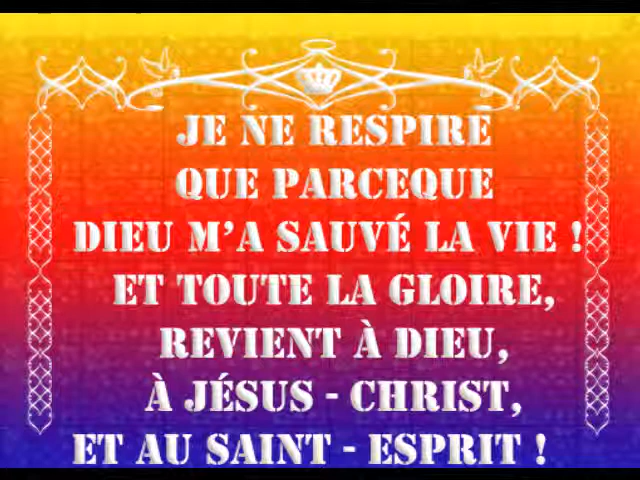 JE NE RESPIRE
QUE PARCEQUE
DIEU M'A SAUVÉ LA VIE !
ET TOUTE LA GLOIRE,
REVIENT À DIEU,
À JÉSUS - CHRIST,
ET AU SAINT - ESPRIT !